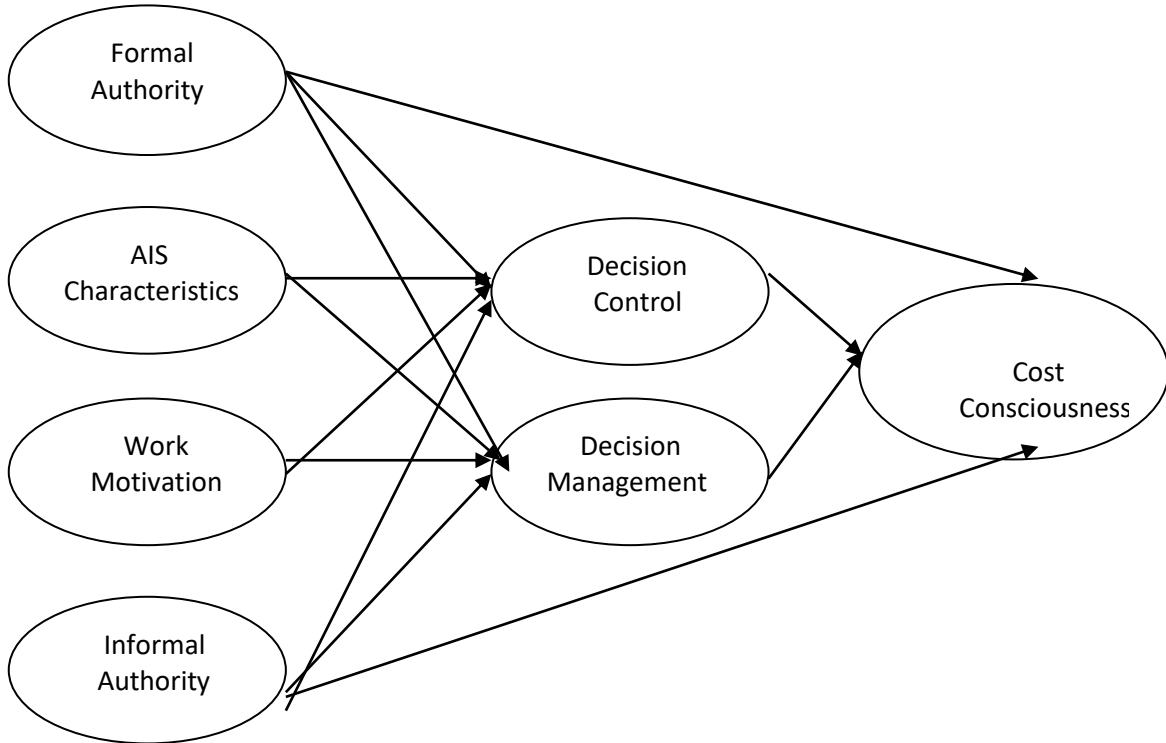 Formal
Authority
AIS
Characteristics
Work
Motivation
Informal
Authority
Decision
Control
Decision
Management
Cost
Consciousness